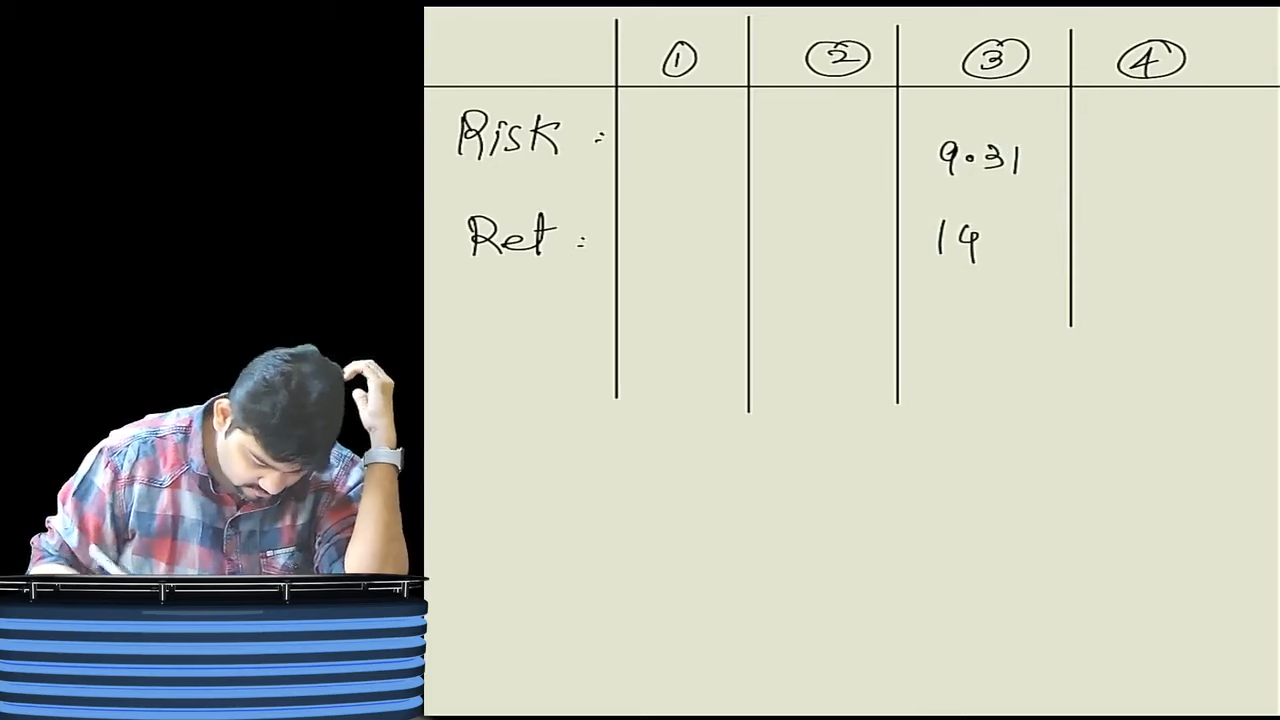 ① ② ③ ④
Risk : 9.31
Ret : 14